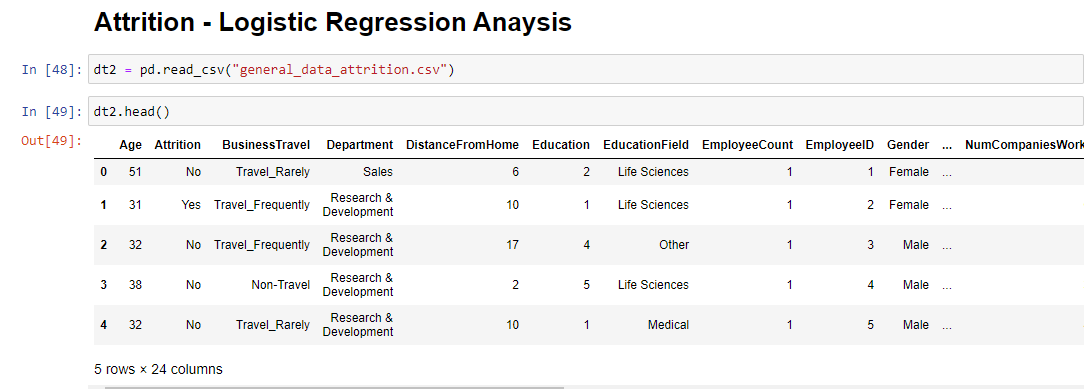 Attrition - Logistic Regression Anaysis
In [48]: dt2 = pd.read_csv("general_data_attrition.csv")
In [49]: dt2.head()
Out[49]:
Age Attrition BusinessTravel Department DistanceFromHome Education EducationField EmployeeCount EmployeeID Gender ... NumCompaniesWork
0 51 No Travel_Rarely Sales 6 2 Life Sciences 1 1 Female ...
1 31 Yes Travel_Frequently Research & Development 10 1 Life Sciences 1 2 Female ...
2 32 No Travel_Frequently Research & Development 17 4 Other 1 3 Male ...
3 38 No Non-Travel Research & Development 2 5 Life Sciences 1 4 Male ...
4 32 No Travel_Rarely Research & Development 10 1 Medical 1 5 Male ...
5 rows × 24 columns